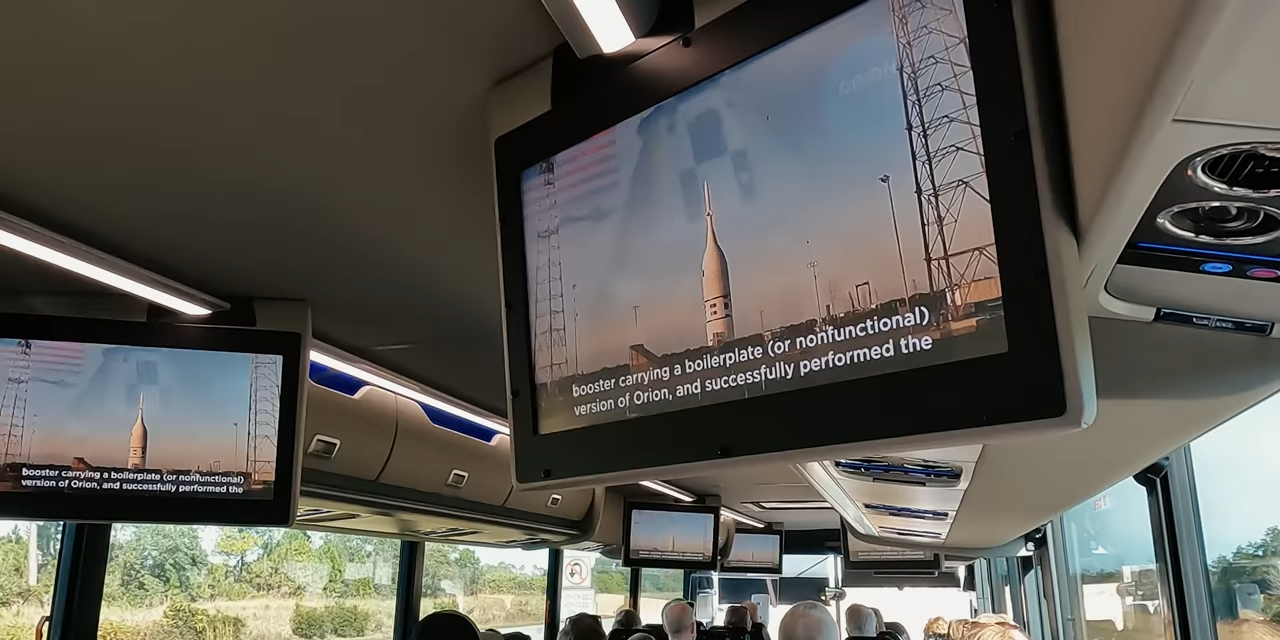 booster carrying a boilerplate (or nonfunctional)
version of Orion, and successfully performed the
booster carrying a boilerplate (or nonfunctional)
version of Orion, and successfully performed the